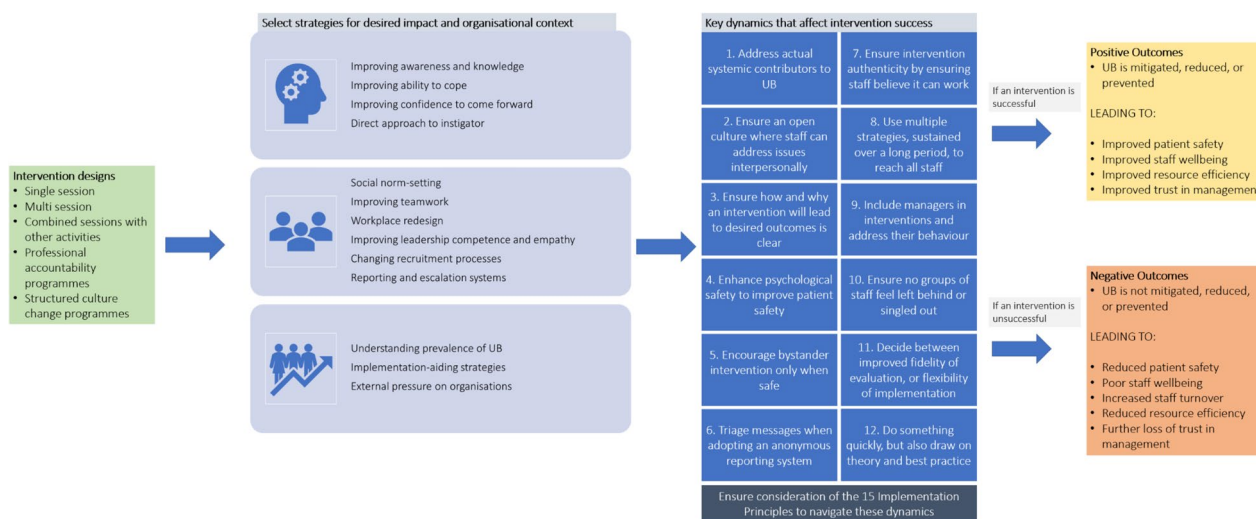 Intervention designs
• Single session
• Multi session
• Combined sessions with
other activities
• Professional
accountability
programmes
• Structured culture
change programmes
Select strategies for desired impact and organisational context
Improving awareness and knowledge
Improving ability to cope
Improving confidence to come forward
Direct approach to instigator
Social norm-setting
Improving teamwork
Workplace redesign
Improving leadership competence and empathy
Changing recruitment processes
Reporting and escalation systems
Understanding prevalence of UB
Implementation-aiding strategies
External pressure on organisations
Key dynamics that affect intervention success
1. Address actual
systemic contributors to
UB
7. Ensure intervention
authenticity by ensuring
staff believe it can work
2. Ensure an open
culture where staff can
address issues
interpersonally
8. Use multiple
strategies, sustained
over a long period, to
reach all staff
3. Ensure how and why
an intervention will lead
to desired outcomes is
clear
9. Include managers in
interventions and
address their behaviour
4. Enhance psychological
safety to improve patient
safety
10. Ensure no groups of
staff feel left behind or
singled out
5. Encourage bystander
intervention only when
safe
11. Decide between
improved fidelity of
evaluation, or flexibility
of implementation
6. Triage messages when
adopting an anonymous
reporting system
12. Do something
quickly, but also draw on
theory and best practice
Ensure consideration of the 15 Implementation
Principles to navigate these dynamics
If an intervention is
successful
Positive Outcomes
• UB is mitigated, reduced, or
prevented
LEADING TO:
• Improved patient safety
• Improved staff wellbeing
• Improved resource efficiency
• Improved trust in management
If an intervention is
unsuccessful
Negative Outcomes
• UB is not mitigated, reduced,
or prevented
LEADING TO:
• Reduced patient safety
• Poor staff wellbeing
• Increased staff turnover
• Reduced resource efficiency
• Further loss of trust in
management